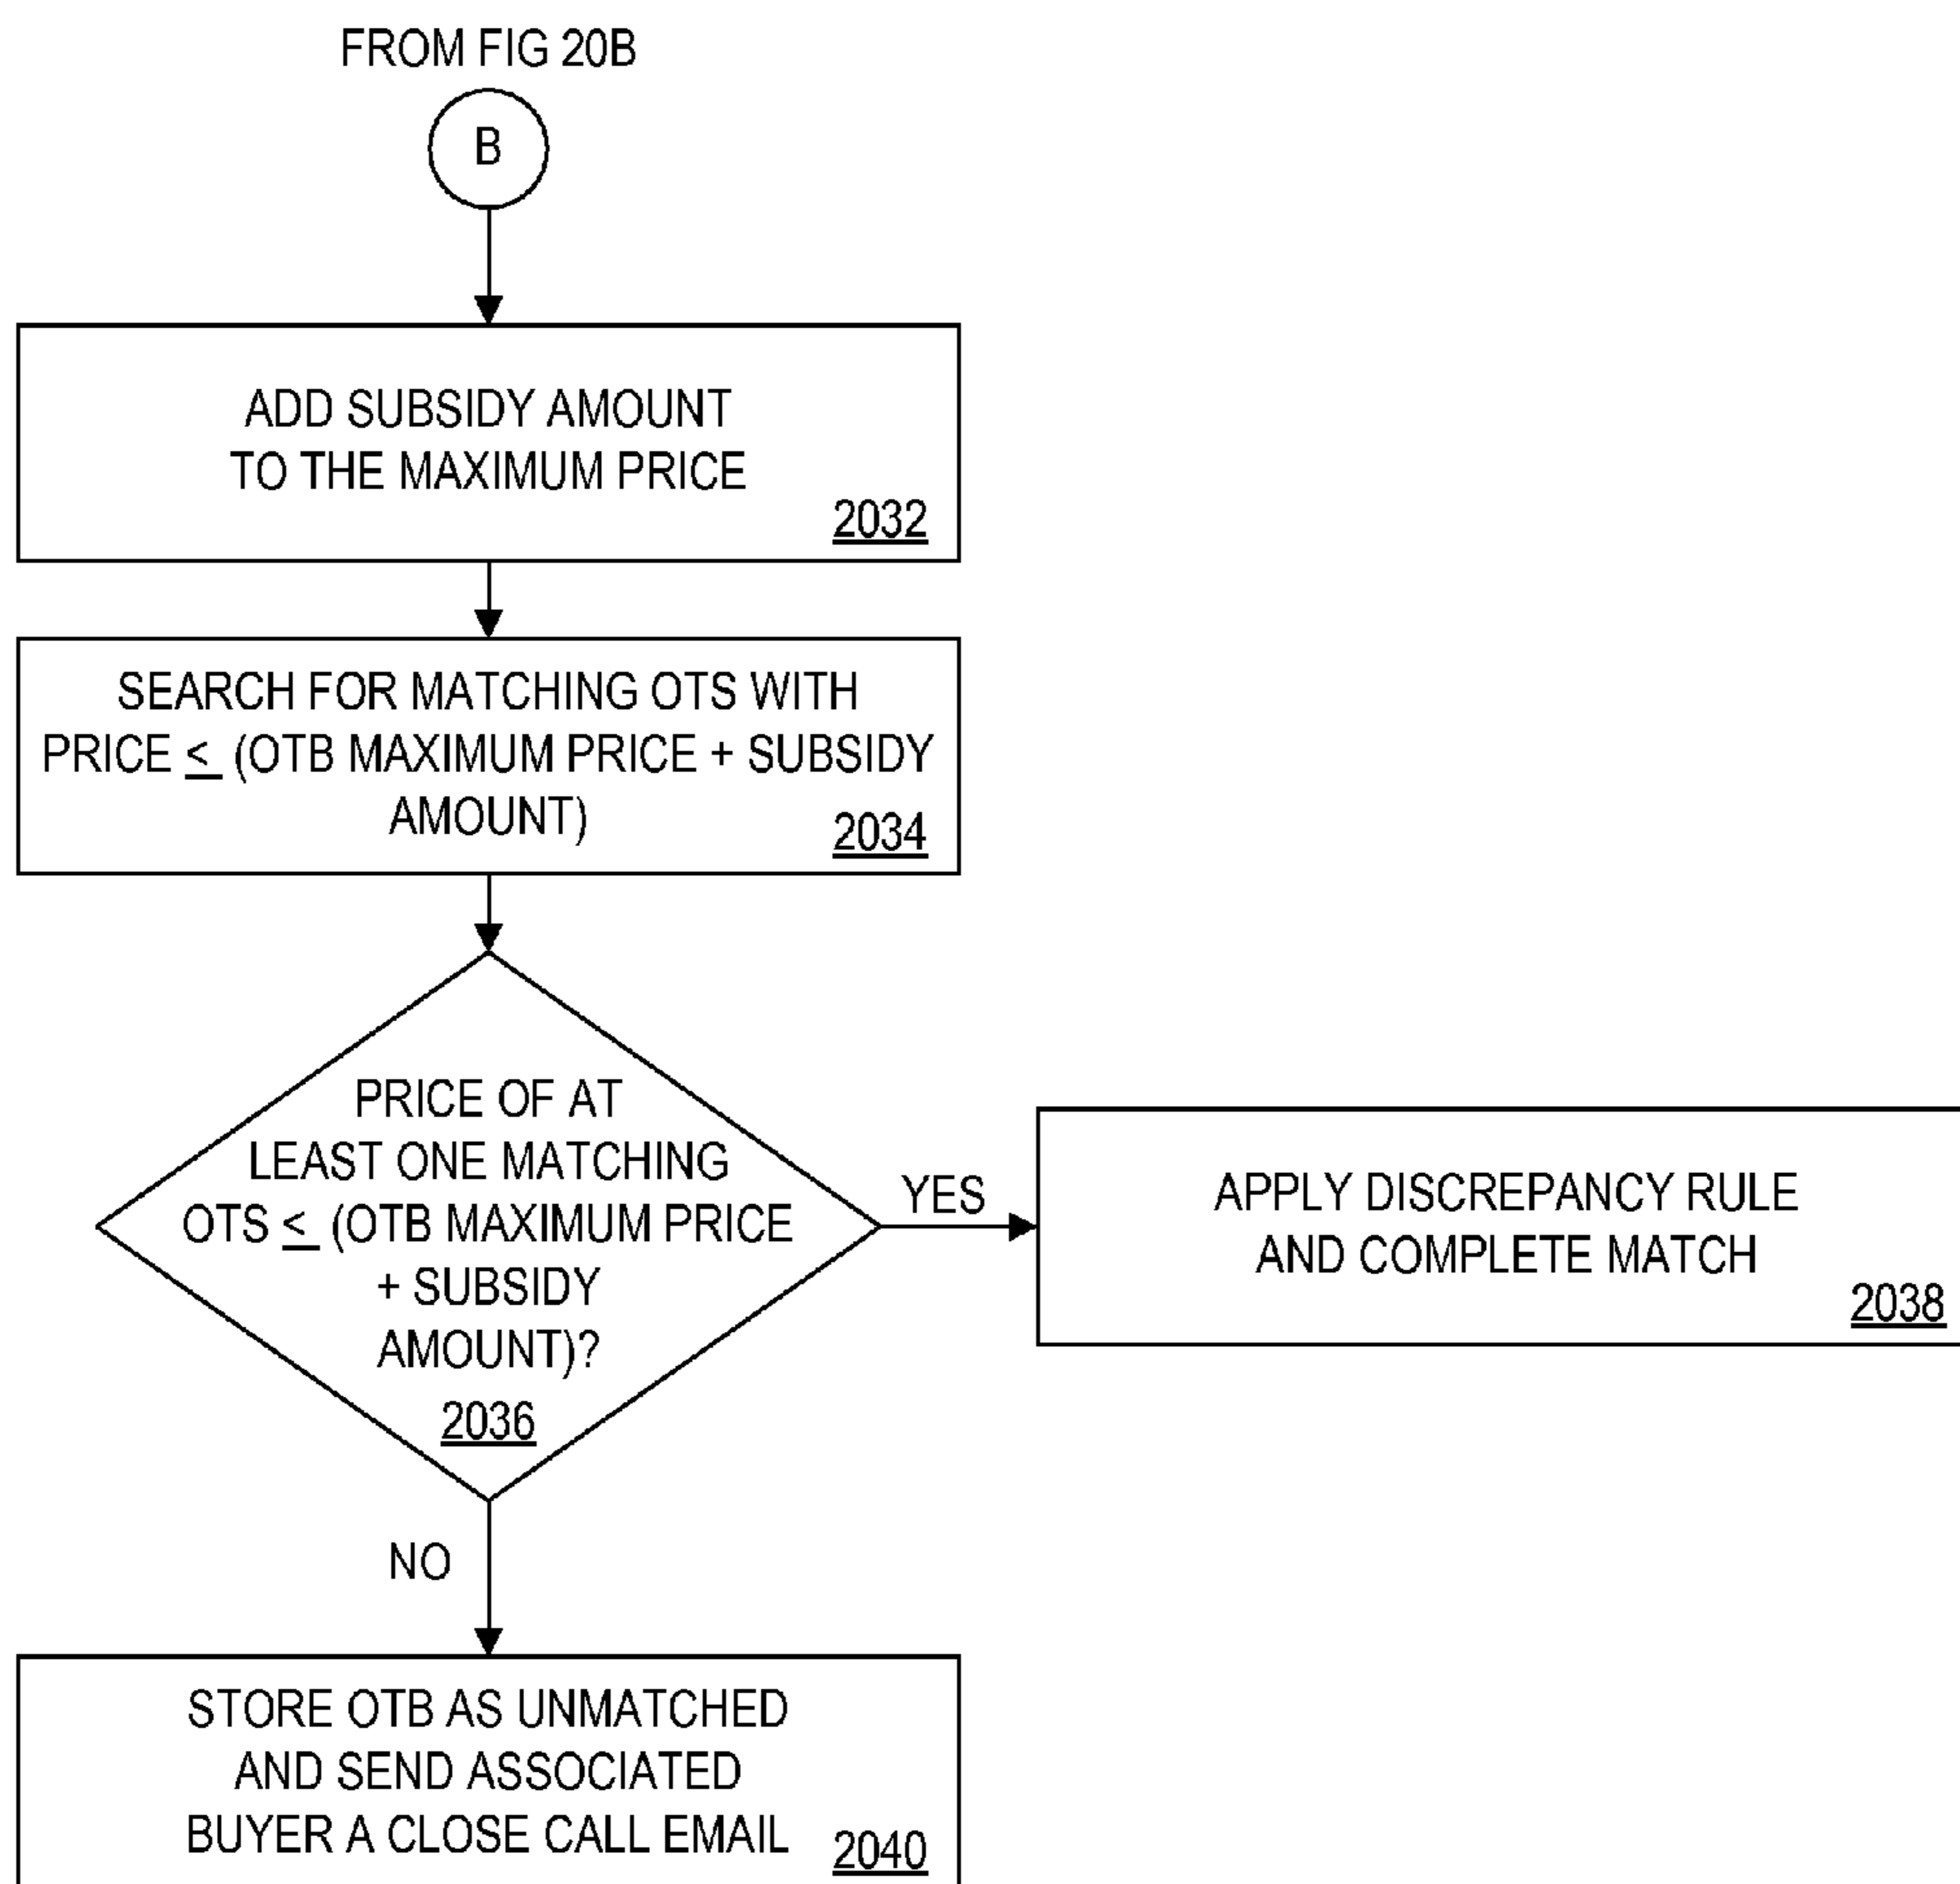 FROM FIG 20B
B
ADD SUBSIDY AMOUNT
TO THE MAXIMUM PRICE
2032
SEARCH FOR MATCHING OTS WITH
PRICE ≤ (OTB MAXIMUM PRICE + SUBSIDY
AMOUNT)
2034
PRICE OF AT
LEAST ONE MATCHING
OTS ≤ (OTB MAXIMUM PRICE
+ SUBSIDY
AMOUNT)?
2036
YES
APPLY DISCREPANCY RULE
AND COMPLETE MATCH
2038
NO
STORE OTB AS UNMATCHED
AND SEND ASSOCIATED
BUYER A CLOSE CALL EMAIL
2040